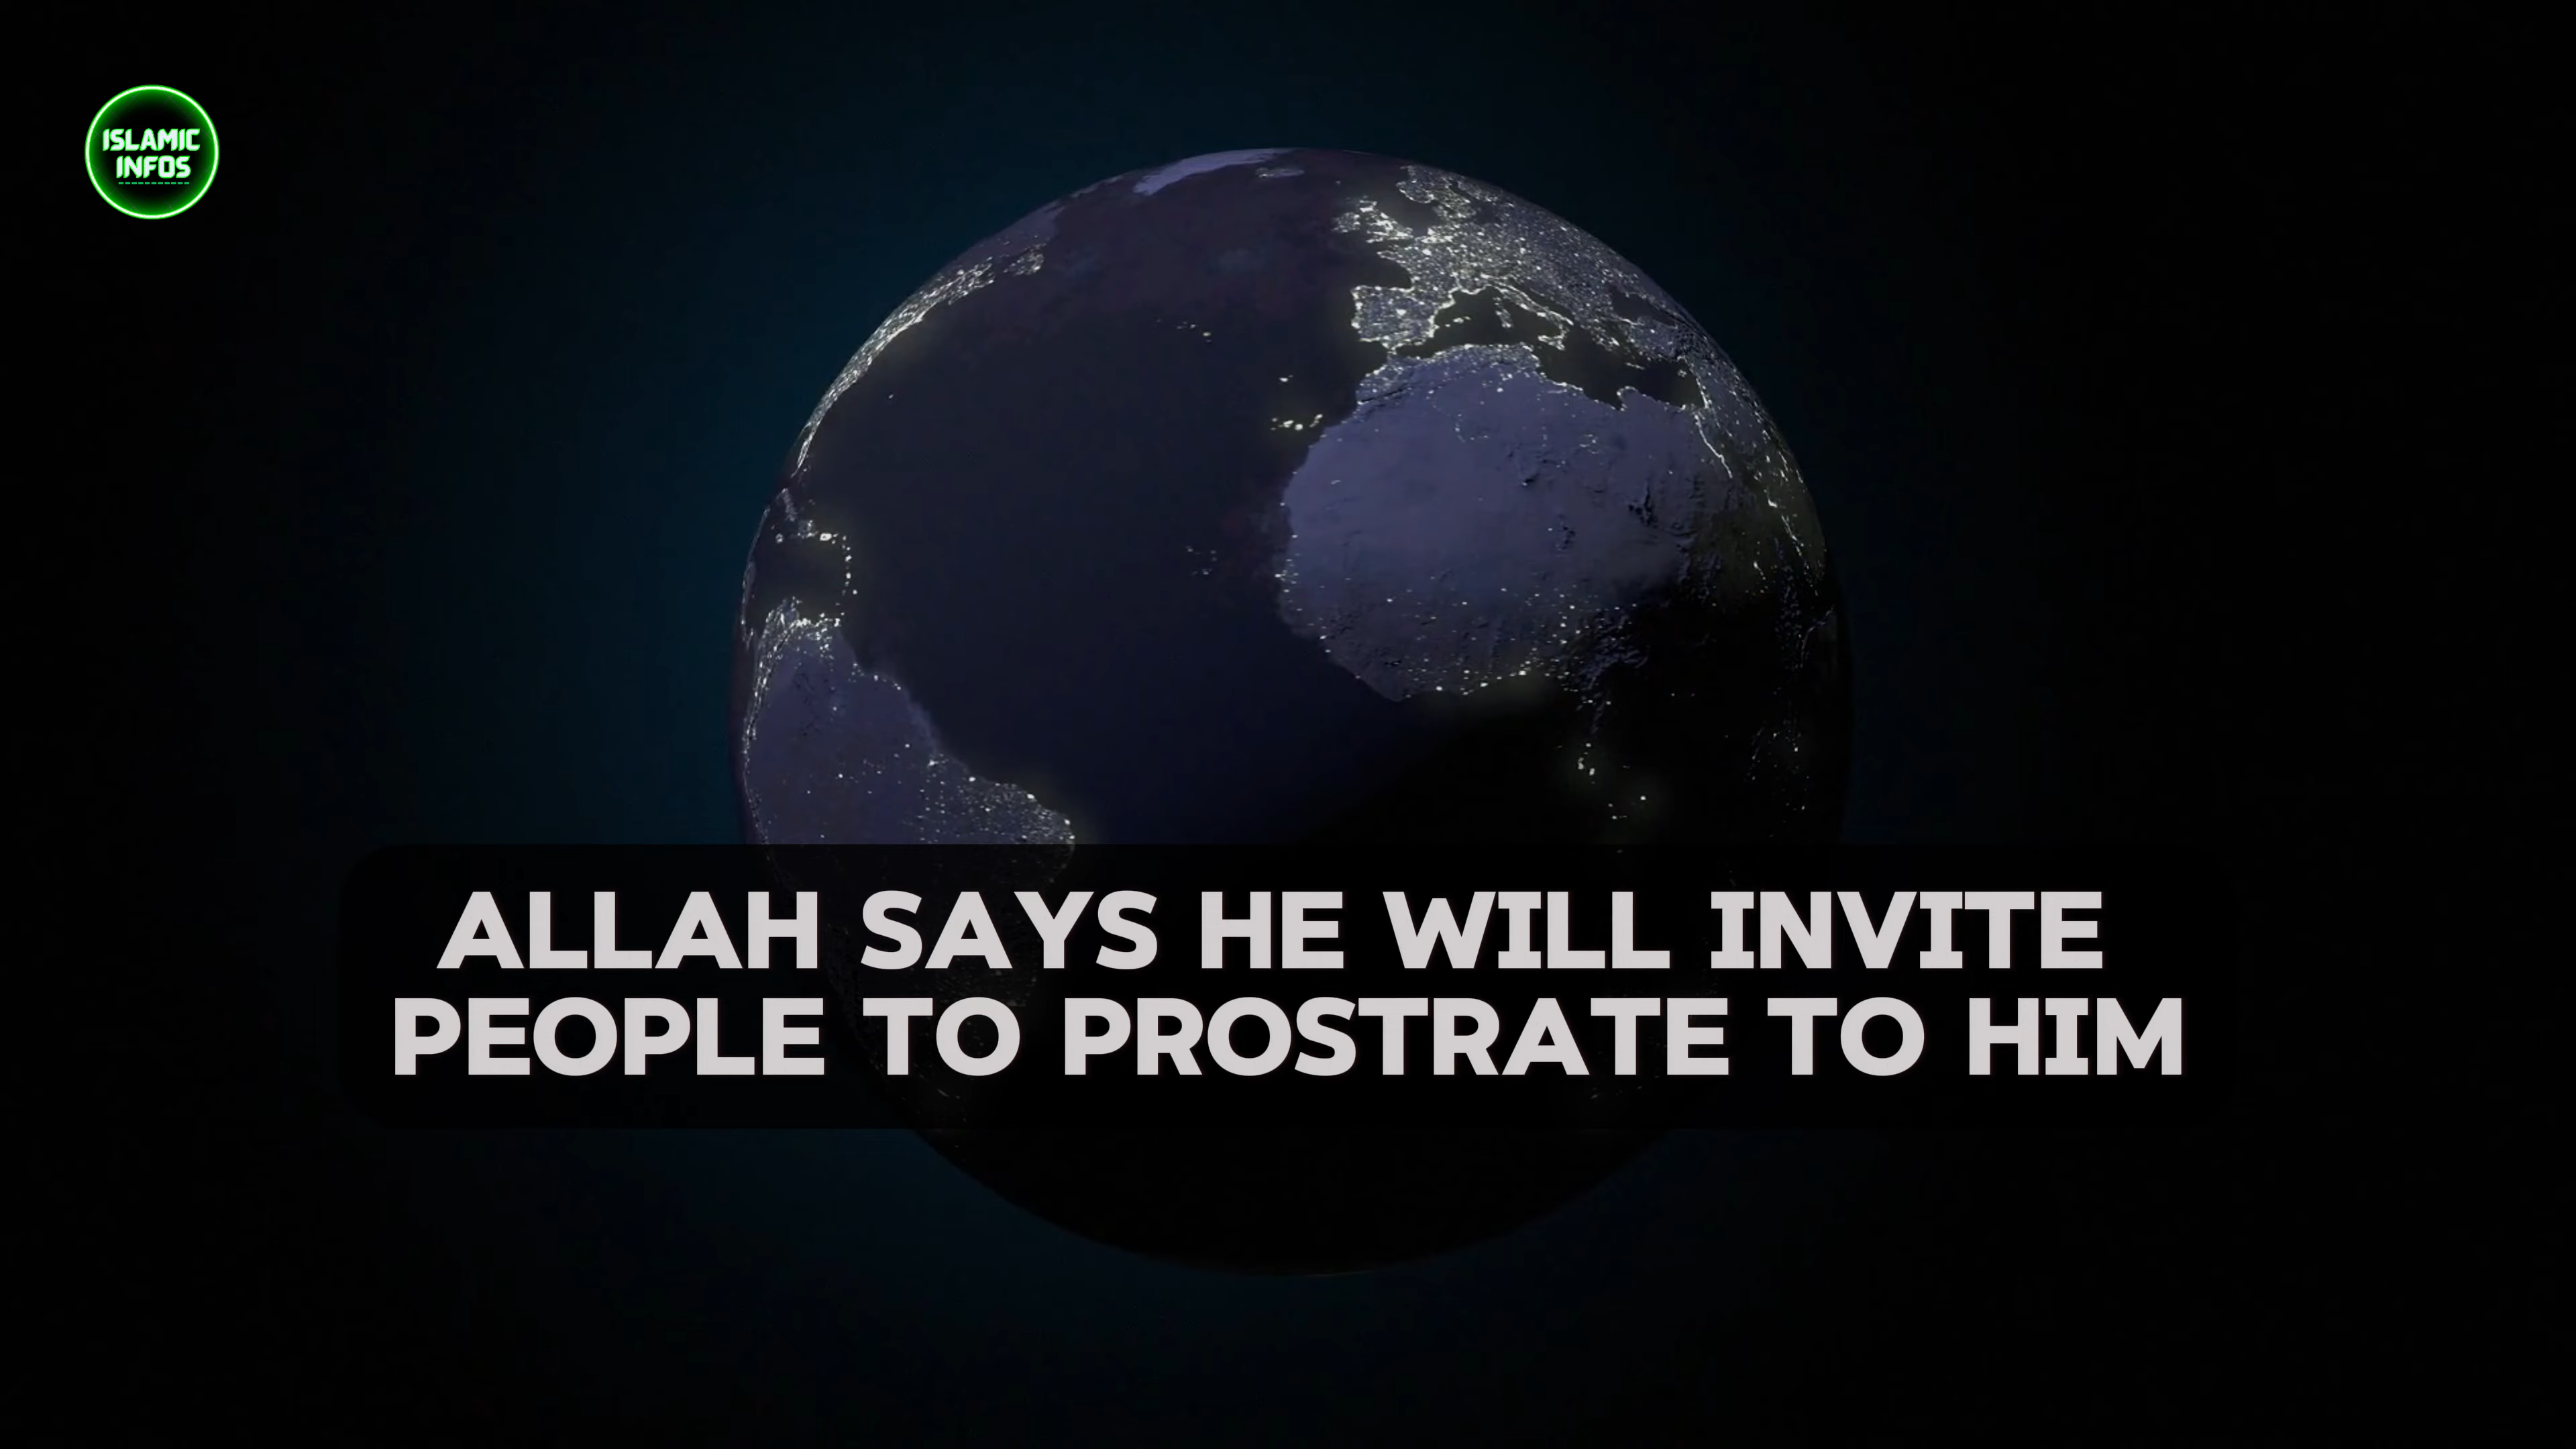 ISLAMIC
INFOS
ALLAH SAYS HE WILL INVITE
PEOPLE TO PROSTRATE TO HIM